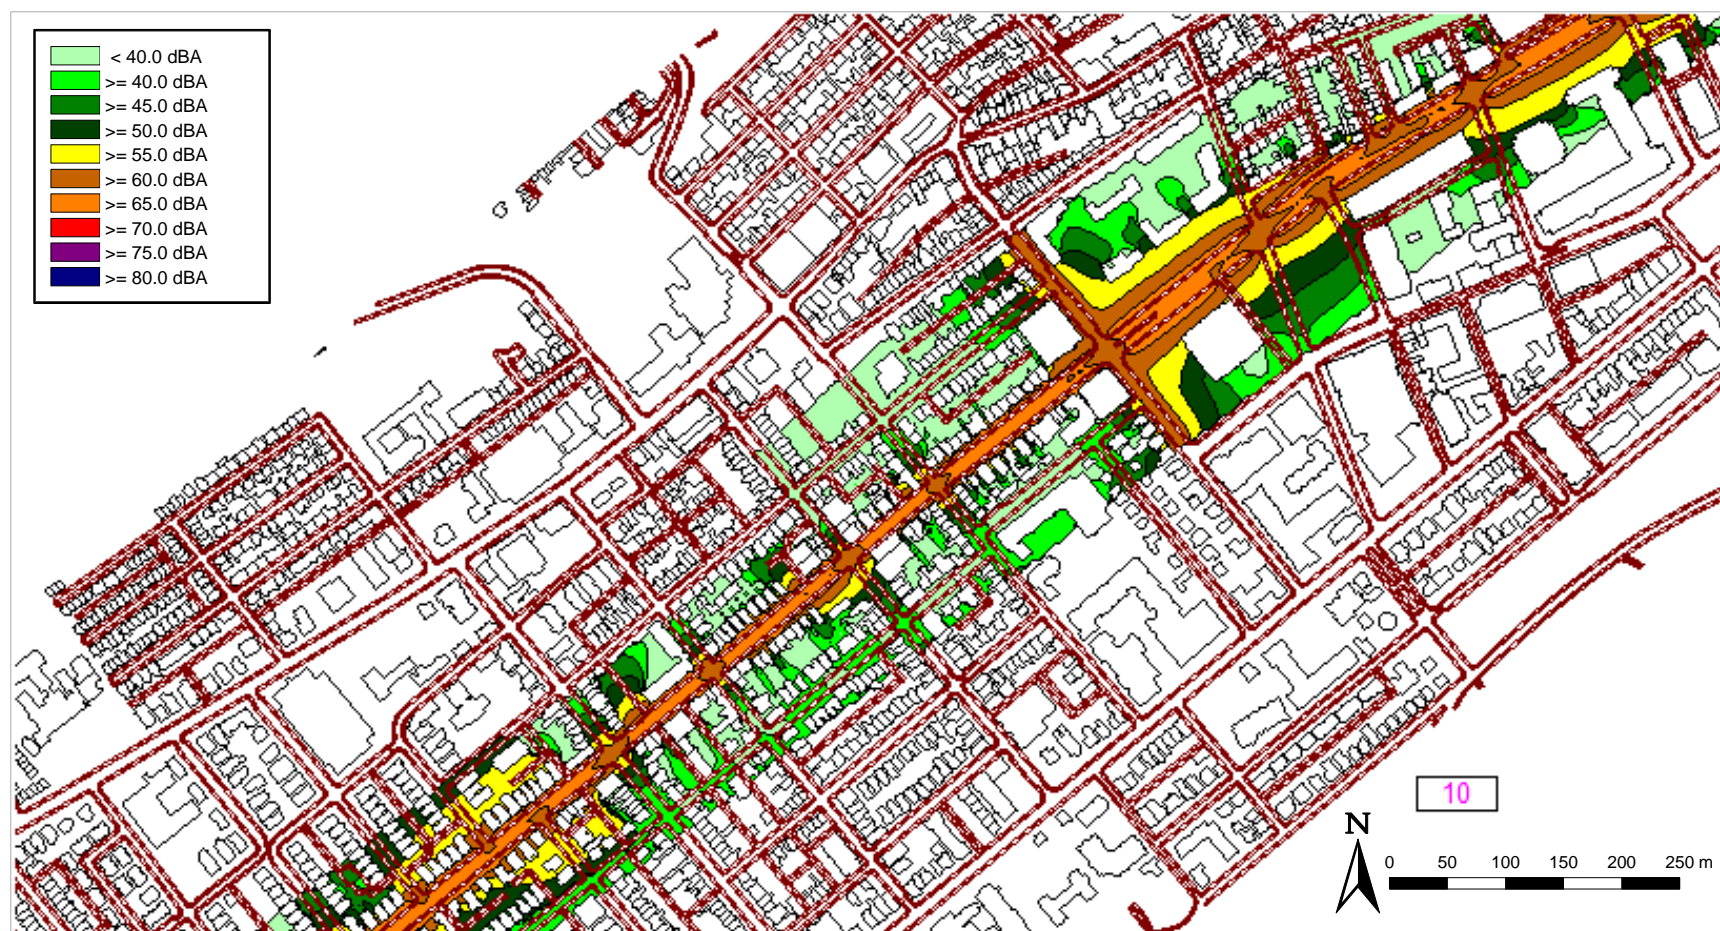 < 40.0 dBA
>= 40.0 dBA
>= 45.0 dBA
>= 50.0 dBA
>= 55.0 dBA
>= 60.0 dBA
>= 65.0 dBA
>= 70.0 dBA
>= 75.0 dBA
>= 80.0 dBA
10
N
0 50 100 150 200 250 m